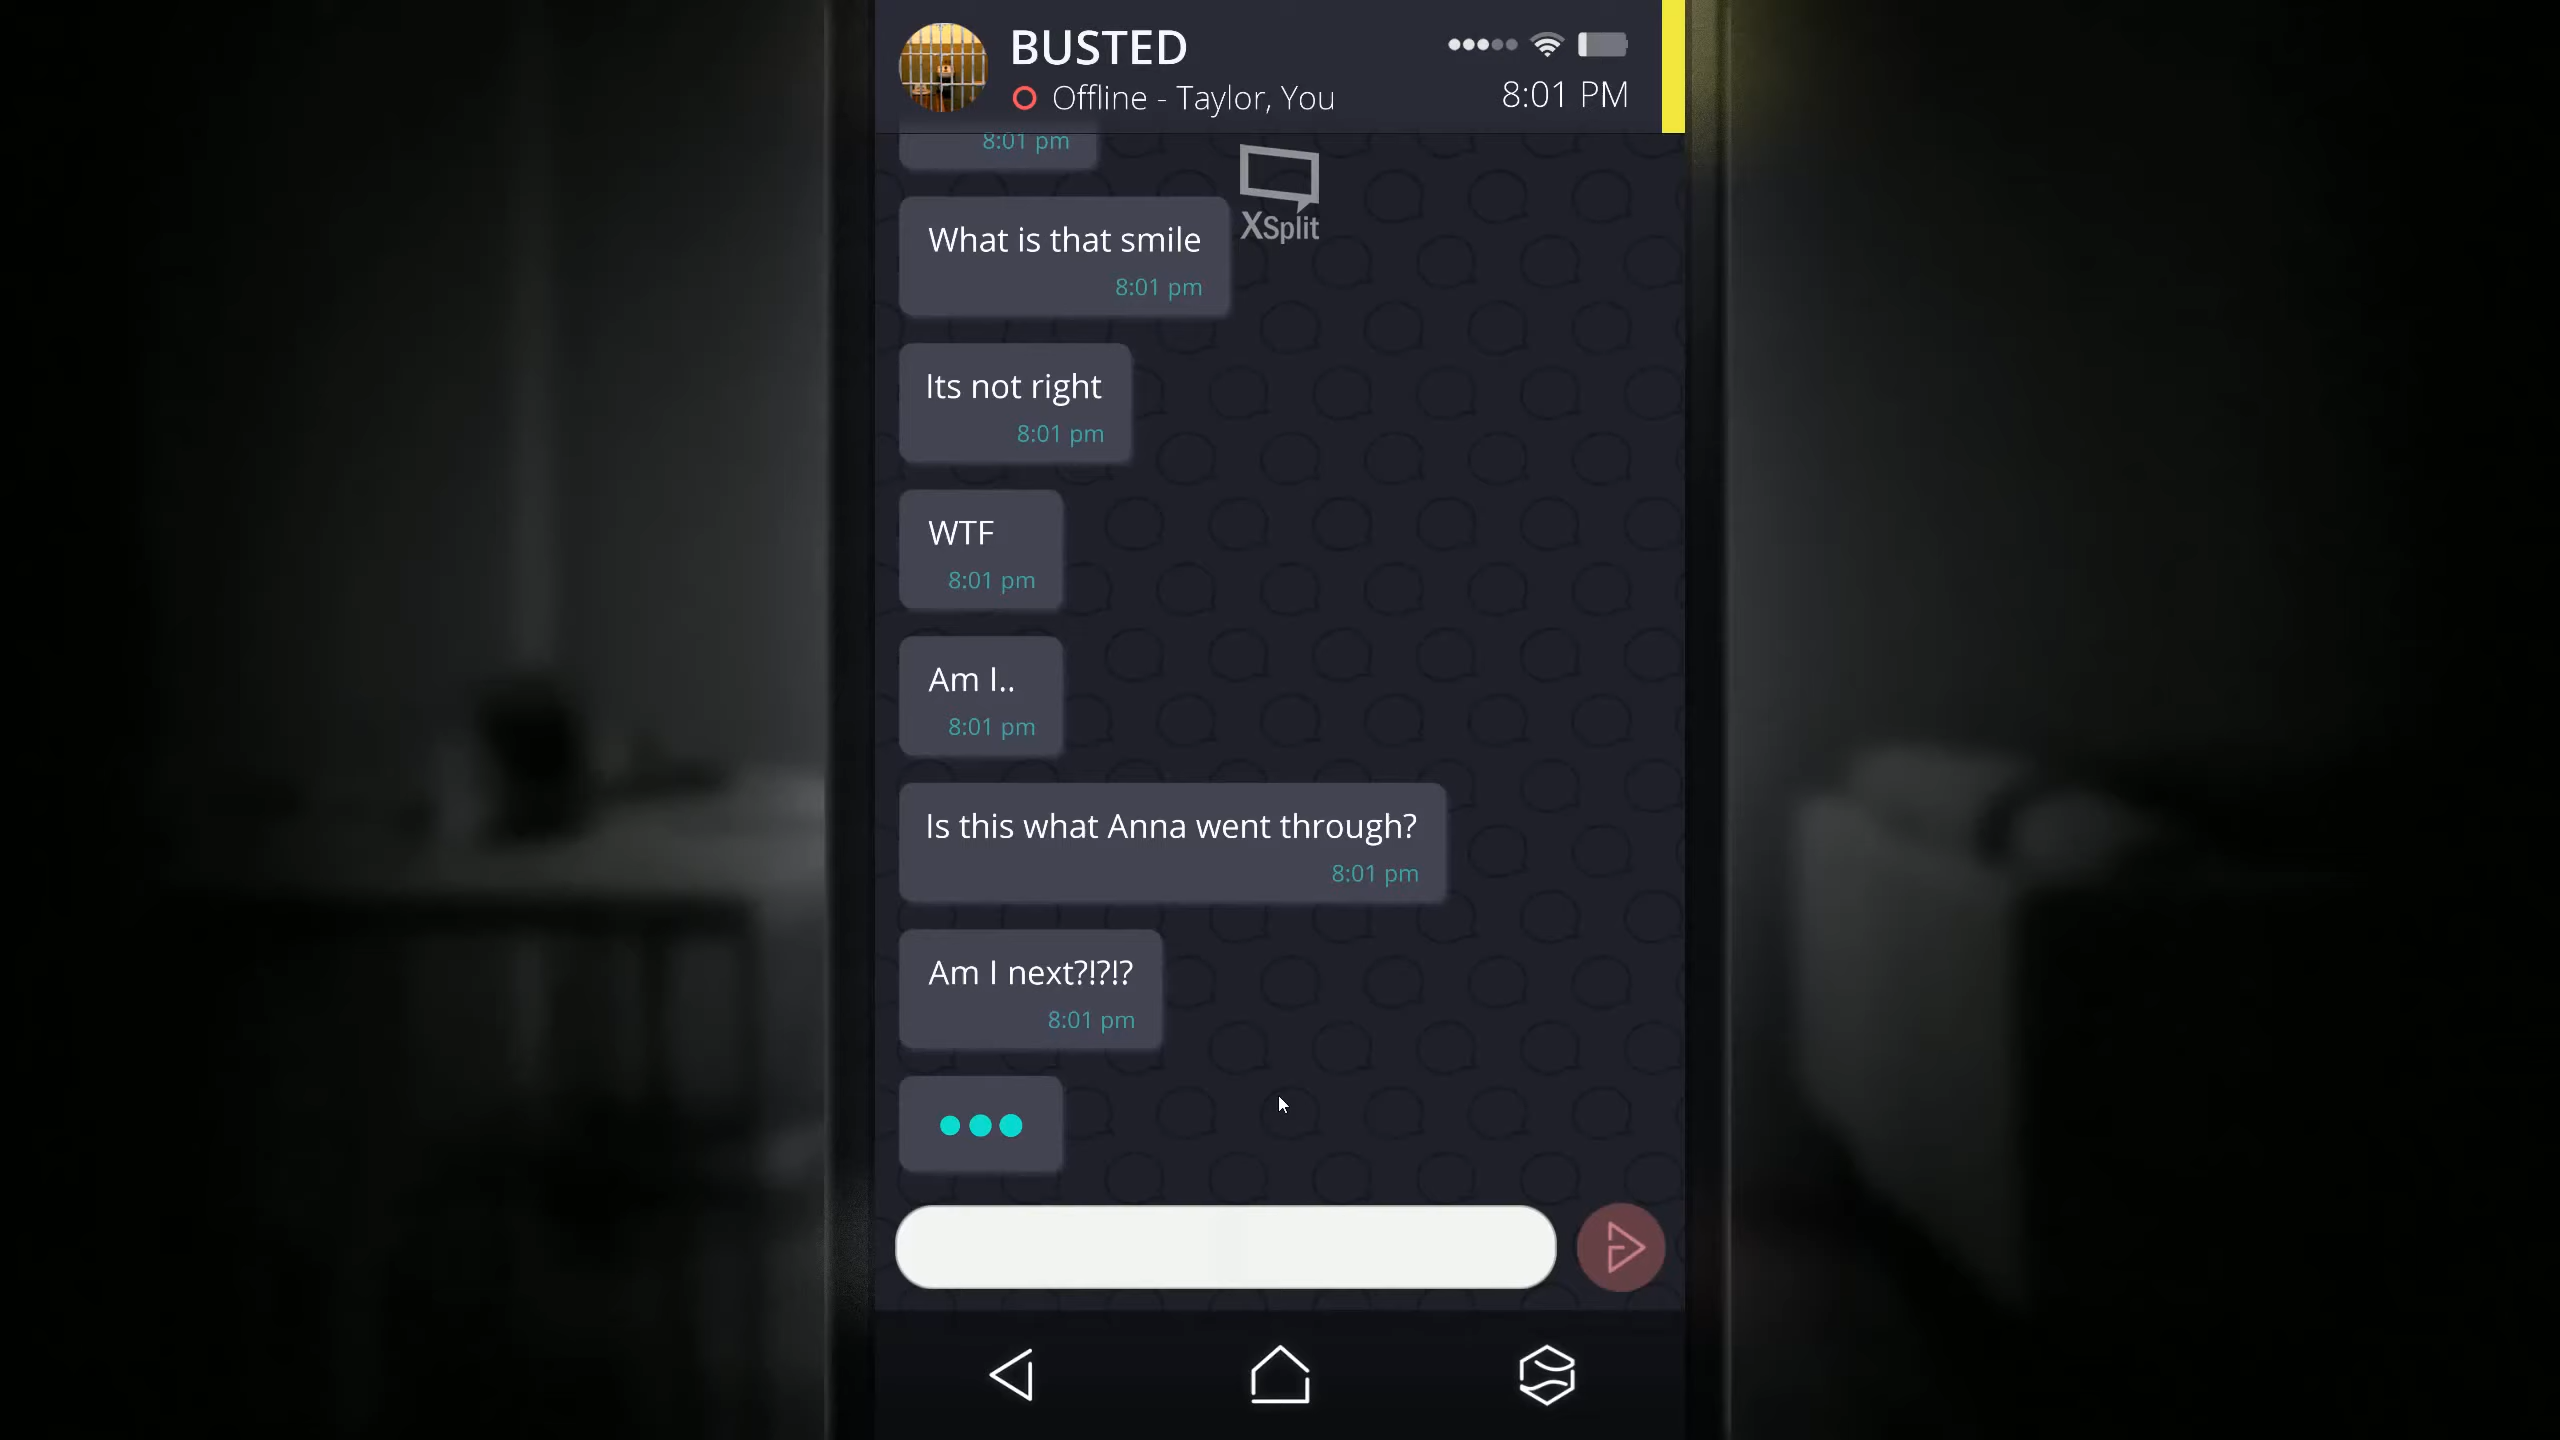 BUSTED
Offline - Taylor, You
8:01 PM
8:01 pm
XSplit
What is that smile
8:01 pm
Its not right
8:01 pm
WTF
8:01 pm
Am I..
8:01 pm
Is this what Anna went through?
8:01 pm
Am I next?!?!?
8:01 pm